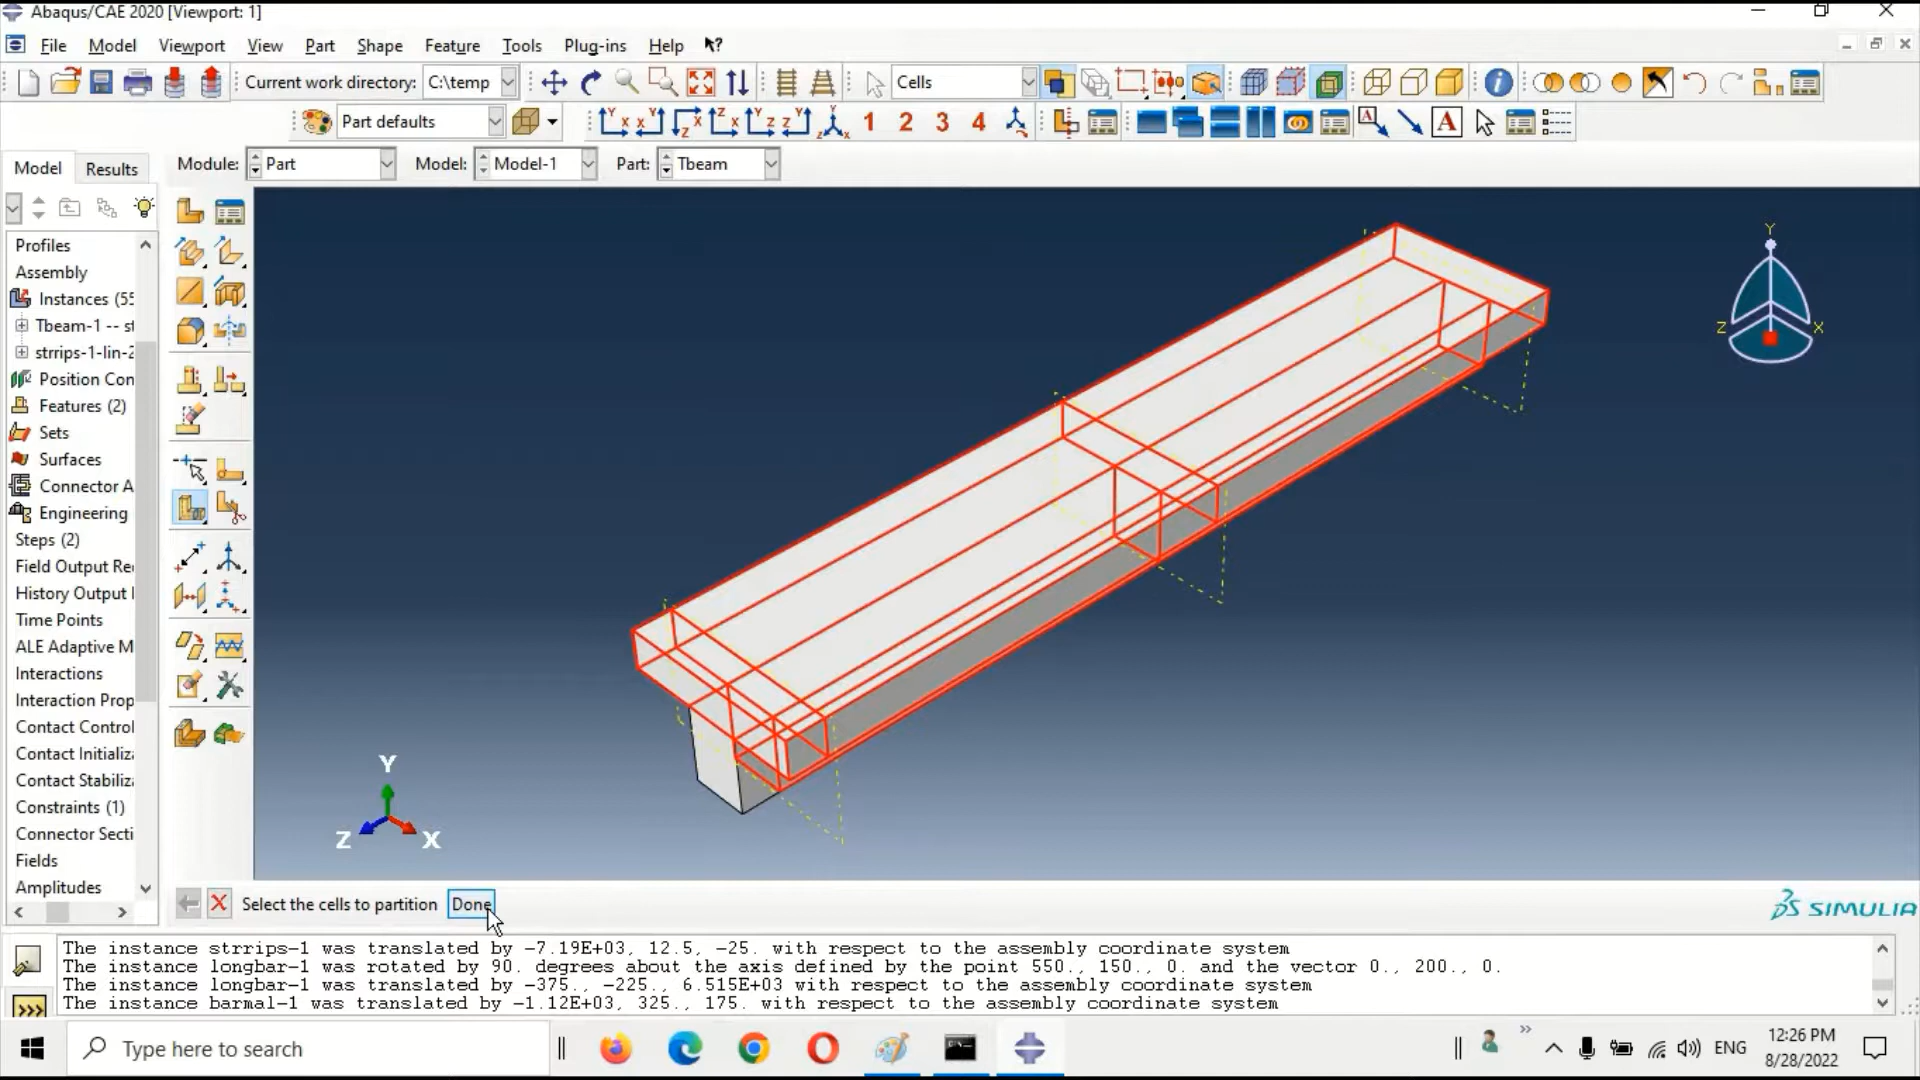 Abaqus/CAE 2020 [Viewport: 1]
File Model Viewport View Part Shape Feature Tools Plug-ins Help
Current work directory: C:\temp Cells
Part defaults 1 2 3 4 A A
Model Results Module: Part Model: Model-1 Part: Tbeam
Profiles
Assembly
Instances (55
Tbeam-1 -- st
strrips-1-lin-2
Position Con
Features (2)
Sets
Surfaces
Connector A
Engineering
Steps (2)
Field Output Re
History Output
Time Points
ALE Adaptive M
Interactions
Interaction Prop
Contact Control
Contact Initializa
Contact Stabiliza
Constraints (1)
Connector Secti
Fields
Amplitudes
Y
Z X
Y
Z X
Select the cells to partition Done
SIMULIA
The instance strrips-1 was translated by -7.19E+03, 12.5, -25. with respect to the assembly coordinate system
The instance longbar-1 was rotated by 90. degrees about the axis defined by the point 550., 150., 0. and the vector 0., 200., 0.
The instance longbar-1 was translated by -375., -225., 6.515E+03 with respect to the assembly coordinate system
The instance barmal-1 was translated by -1.12E+03, 325., 175. with respect to the assembly coordinate system
>>>
Type here to search
ENG
12:26 PM
8/28/2022